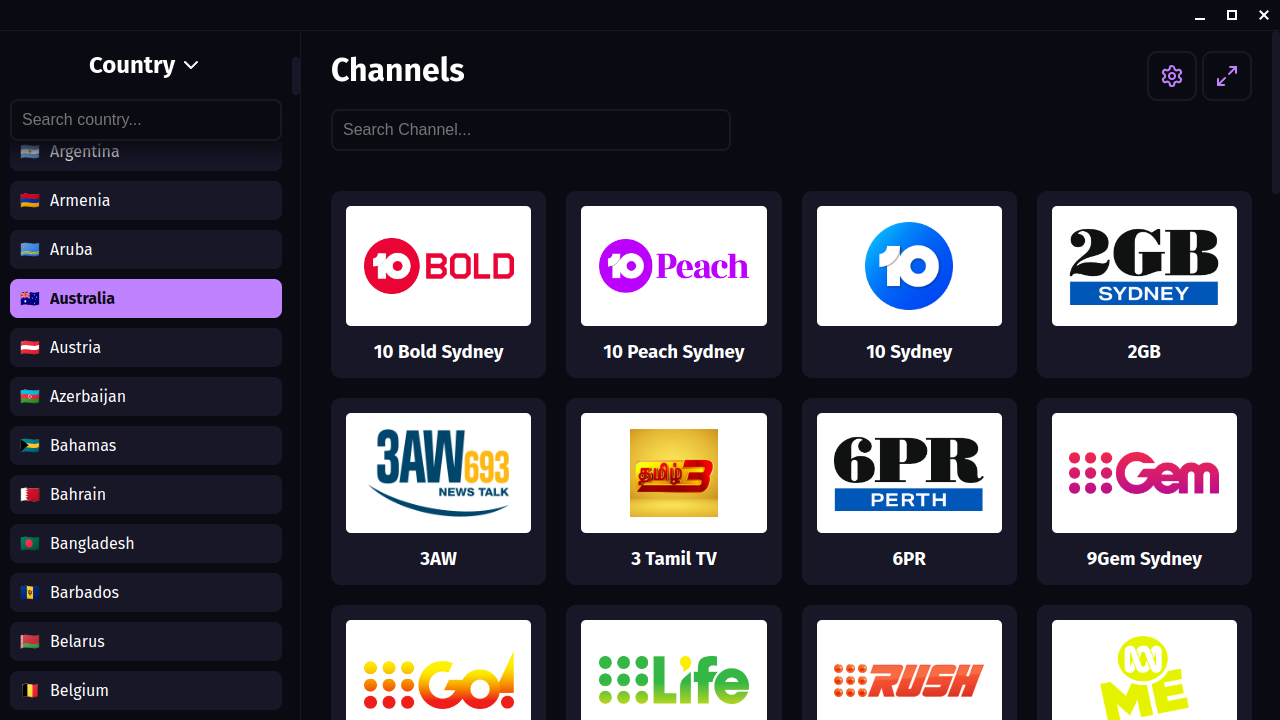 Country
Search country...
Argentina
Armenia
Aruba
Australia
Austria
Azerbaijan
Bahamas
Bahrain
Bangladesh
Barbados
Belarus
Belgium
Channels
Search Channel...
10 BOLD
10 Peach
10
2GB
SYDNEY
10 Bold Sydney
10 Peach Sydney
10 Sydney
2GB
3AW 693
NEWS TALK
தமிழ் 3
6PR
PERTH
Gem
3AW
3 Tamil TV
6PR
9Gem Sydney
Go!
Life
RUSH
ME